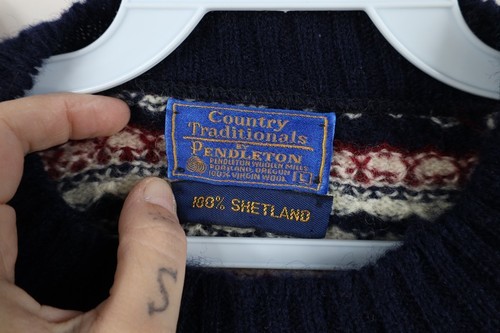 Country
Traditionals
BY
PENDLETON
PENDLETON WOOLEN MILLS
PORTLAND, OREGON
100% VIRGIN WOOL
L
100% SHETLAND
S